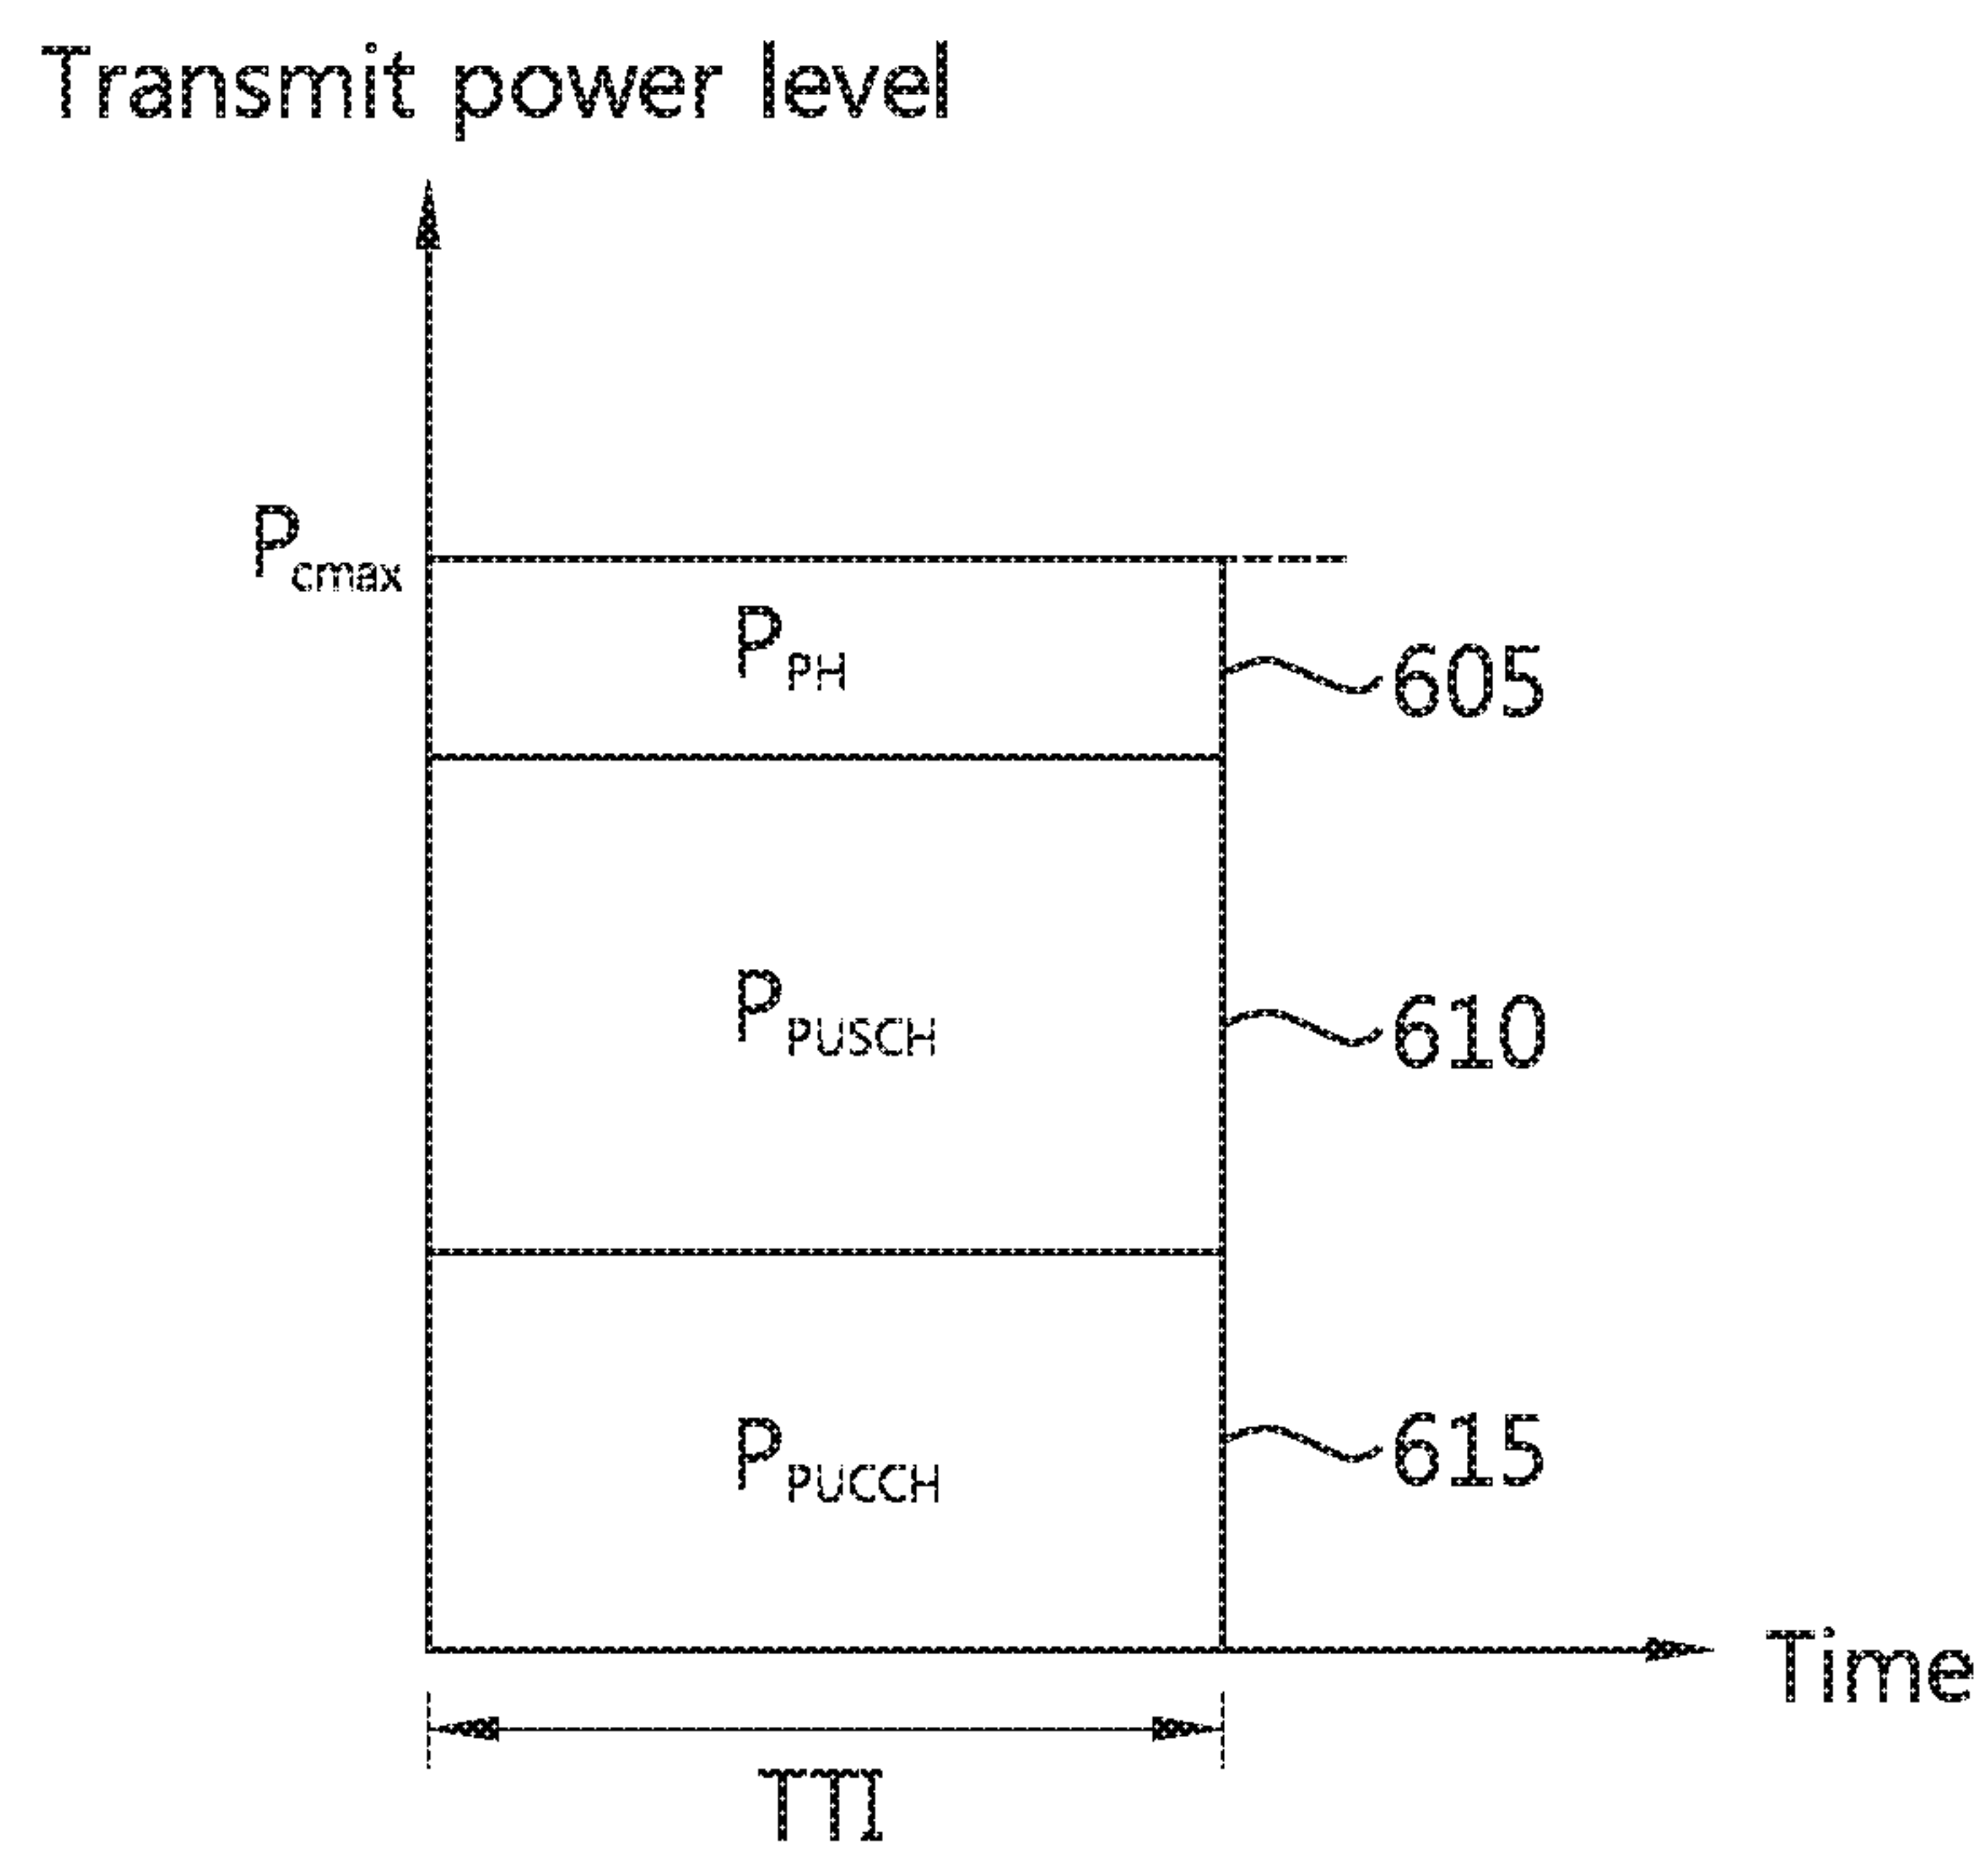 Transmit power level
Pcmax
PPH
605
PPUSCH
610
PPUCCH
615
Time
TTI